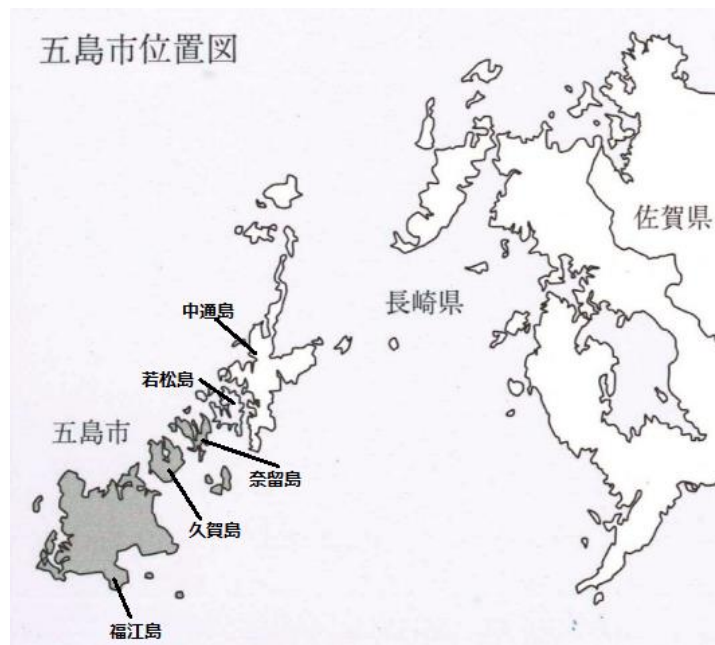 五島市位置図
佐賀県
長崎県
中通島
若松島
五島市
奈留島
久賀島
福江島